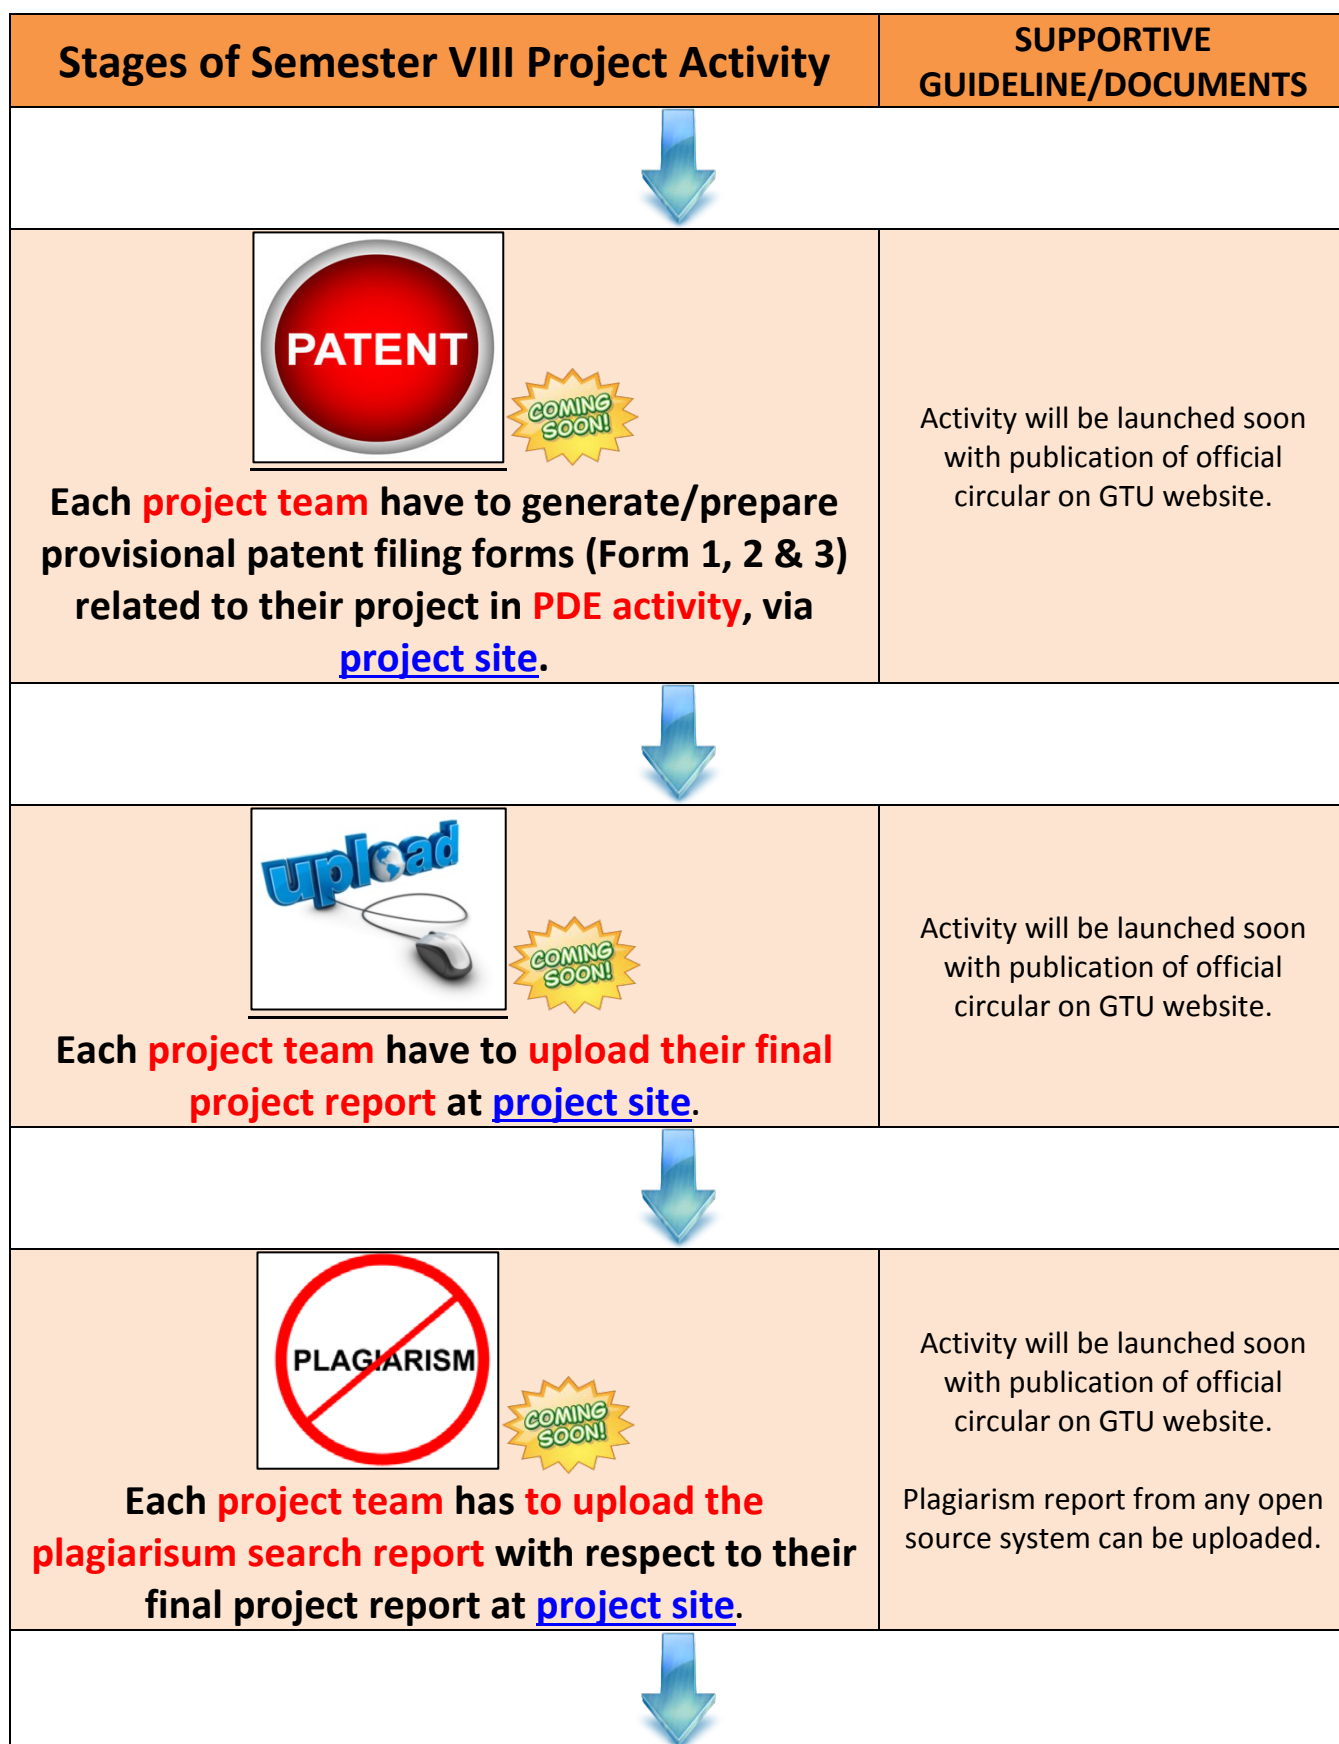 Stages of Semester VIII Project Activity
SUPPORTIVE
GUIDELINE/DOCUMENTS
PATENT
COMING
SOON!
Each project team have to generate/prepare
provisional patent filing forms (Form 1, 2 & 3)
related to their project in PDE activity, via
project site.
Activity will be launched soon
with publication of official
circular on GTU website.
upload
COMING
SOON!
Each project team have to upload their final
project report at project site.
Activity will be launched soon
with publication of official
circular on GTU website.
PLAGIARISM
COMING
SOON!
Each project team has to upload the
plagiarisum search report with respect to their
final project report at project site.
Activity will be launched soon
with publication of official
circular on GTU website.
Plagiarism report from any open
source system can be uploaded.